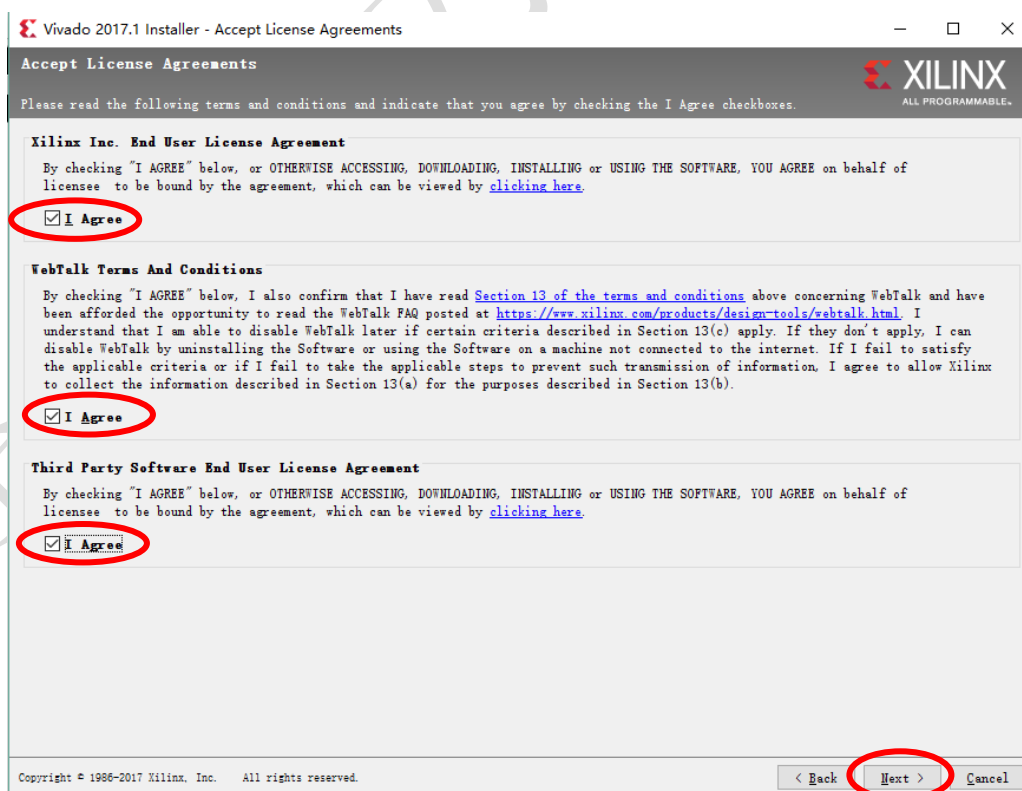 Vivado 2017.1 Installer - Accept License Agreements
Accept License Agreements
XILINX
ALL PROGRAMMABLE.
Please read the following terms and conditions and indicate that you agree by checking the I Agree checkboxes.
Xilinx Inc. End User License Agreement
By checking "I AGREE" below, or OTHERWISE ACCESSING, DOWNLOADING, INSTALLING or USING THE SOFTWARE, YOU AGREE on behalf of
licensee to be bound by the agreement, which can be viewed by clicking here.
I Agree
WebTalk Terms And Conditions
By checking "I AGREE" below, I also confirm that I have read Section 13 of the terms and conditions above concerning WebTalk and have
been afforded the opportunity to read the WebTalk FAQ posted at https://www.xilinx.com/products/design-tools/webtalk.html. I
understand that I am able to disable WebTalk later if certain criteria described in Section 13(c) apply. If they don't apply, I can
disable WebTalk by uninstalling the Software or using the Software on a machine not connected to the internet. If I fail to satisfy
the applicable criteria or if I fail to take the applicable steps to prevent such transmission of information, I agree to allow Xilinx
to collect the information described in Section 13(a) for the purposes described in Section 13(b).
I Agree
Third Party Software End User License Agreement
By checking "I AGREE" below, or OTHERWISE ACCESSING, DOWNLOADING, INSTALLING or USING THE SOFTWARE, YOU AGREE on behalf of
licensee to be bound by the agreement, which can be viewed by clicking here.
I Agree
Copyright © 1986-2017 Xilinx, Inc. All rights reserved.
< Back Next > Cancel